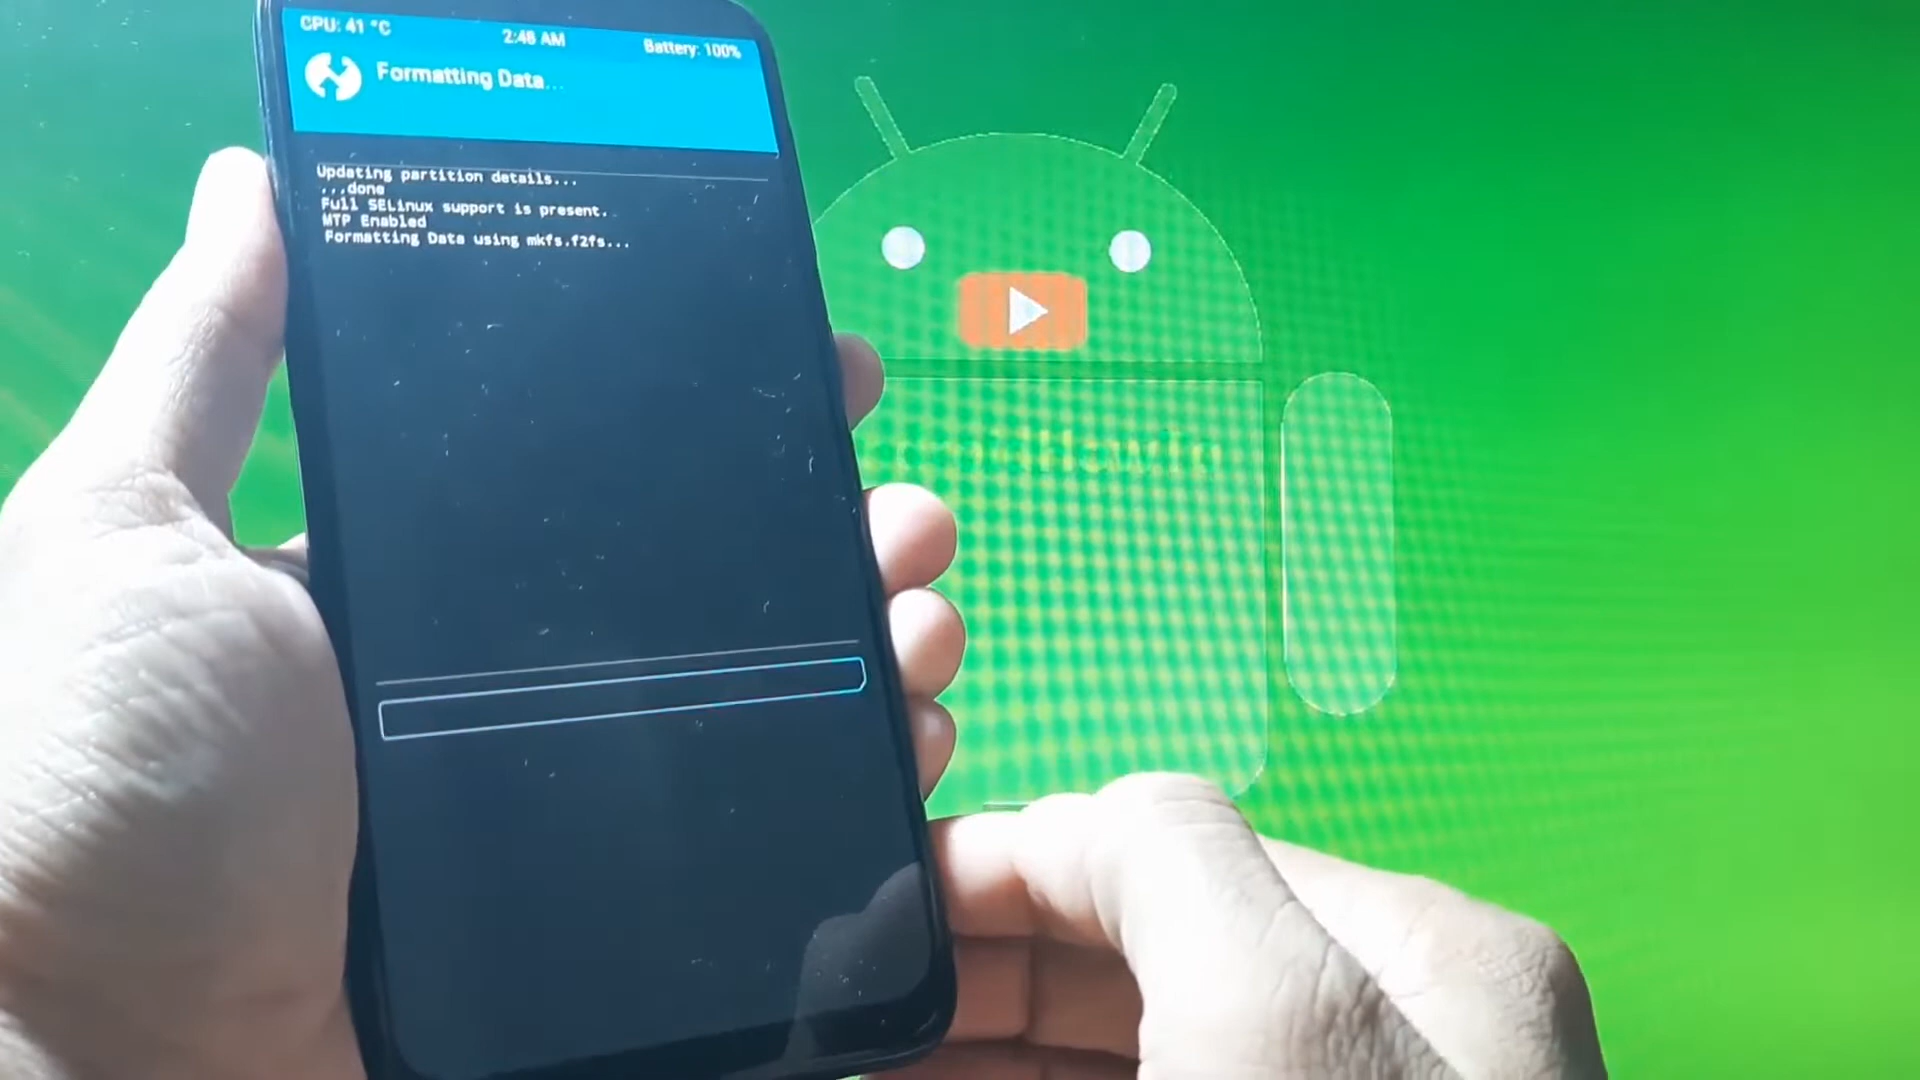 CPU: 41 °C
2:46 AM
Battery: 100%
Formatting Data...
Updating partition details...
...done
Full SELinux support is present.
MTP Enabled
Formatting Data using mkfs.f2fs...